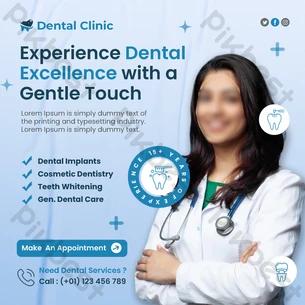 Dental Clinic
Experience Dental
Excellence with a
Gentle Touch
Lorem Ipsum is simply dummy text of
the printing and typesetting industry.
Lorem Ipsum is simply dummy text
Dental Implants
Cosmetic Dentistry
Teeth Whitening
Gen. Dental Care
15+ YEARS OF EXPERIENCE
Make An Appointment
Need Dental Services ?
Call : (+01) 123 456 789